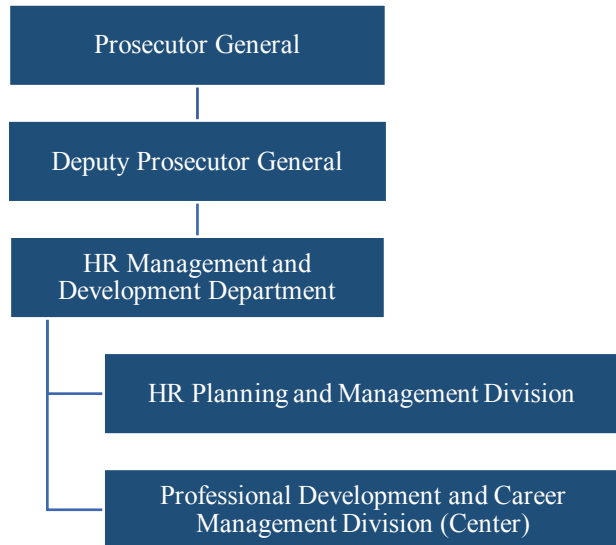 Prosecutor General
Deputy Prosecutor General
HR Management and
Development Department
HR Planning and Management Division
Professional Development and Career
Management Division (Center)